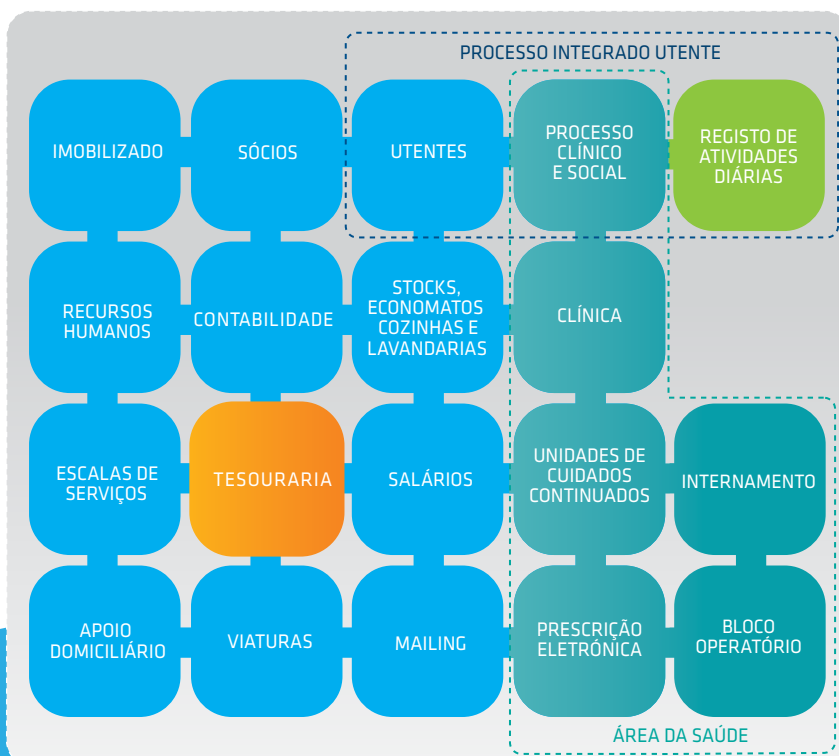 PROCESSO INTEGRADO UTENTE
IMOBILIZADO
SÓCIOS
UTENTES
PROCESSO
CLÍNICO
E SOCIAL
REGISTO DE
ATIVIDADES
DIÁRIAS
RECURSOS
HUMANOS
CONTABILIDADE
STOCKS,
ECONOMATOS
COZINHAS E
LAVANDARIAS
CLÍNICA
ESCALAS DE
SERVIÇOS
TESOURARIA
SALÁRIOS
UNIDADES DE
CUIDADOS
CONTINUADOS
INTERNAMENTO
APOIO
DOMICILIÁRIO
VIATURAS
MAILING
PRESCRIÇÃO
ELETRÓNICA
BLOCO
OPERATÓRIO
ÁREA DA SAÚDE